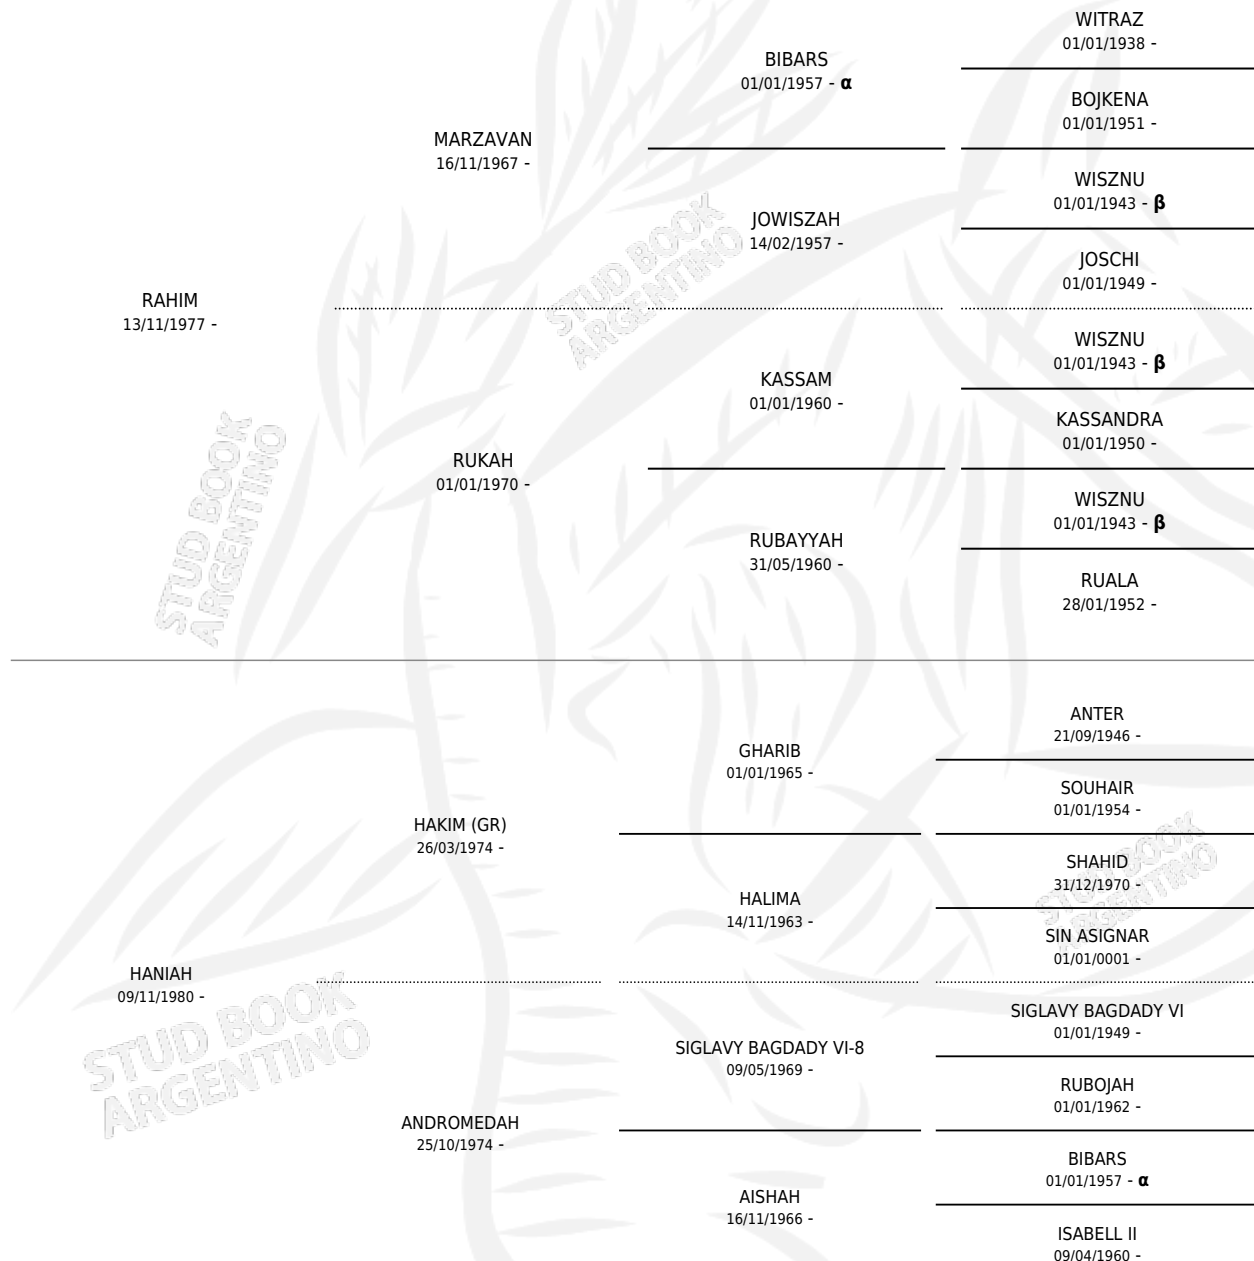 WITRAZ
01/01/1938 -
BIBARS
01/01/1957 - α
BOJKENA
01/01/1951 -
MARZAVAN
16/11/1967 -
WISZNU
01/01/1943 - β
JOWISZAH
14/02/1957 -
JOSCHI
01/01/1949 -
RAHIM
13/11/1977 -
WISZNU
01/01/1943 - β
KASSAM
01/01/1960 -
KASSANDRA
01/01/1950 -
RUKAH
01/01/1970 -
WISZNU
01/01/1943 - β
RUBAYYAH
31/05/1960 -
RUALA
28/01/1952 -
ANTER
21/09/1946 -
GHARIB
01/01/1965 -
SOUHAIR
01/01/1954 -
HAKIM (GR)
26/03/1974 -
SHAHID
31/12/1970 -
HALIMA
14/11/1963 -
SIN ASIGNAR
01/01/0001 -
HANIAH
09/11/1980 -
SIGLAVY BAGDADY VI
01/01/1949 -
SIGLAVY BAGDADY VI-8
09/05/1969 -
RUBOJAH
01/01/1962 -
ANDROMEDAH
25/10/1974 -
BIBARS
01/01/1957 - α
AISHAH
16/11/1966 -
ISABELL II
09/04/1960 -
STUD BOOK
ARGENTINO
STUD BOOK
ARGENTINO
STUD BOOK
ARGENTINO
STUD BOOK
ARGENTINO